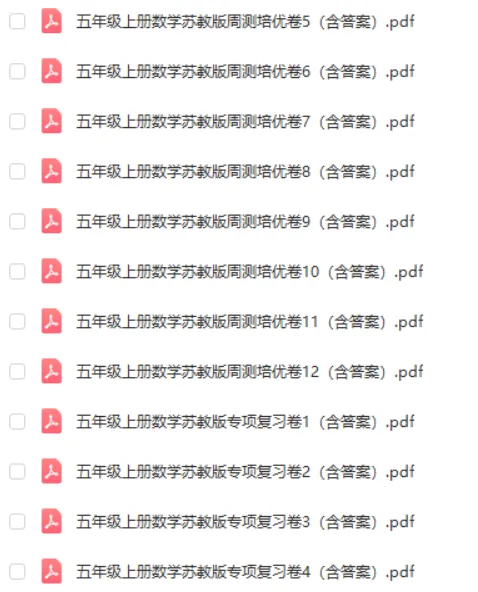 五年级上册数学苏教版周测培优卷5（含答案）.pdf
五年级上册数学苏教版周测培优卷6（含答案）.pdf
五年级上册数学苏教版周测培优卷7（含答案）.pdf
五年级上册数学苏教版周测培优卷8（含答案）.pdf
五年级上册数学苏教版周测培优卷9（含答案）.pdf
五年级上册数学苏教版周测培优卷10（含答案）.pdf
五年级上册数学苏教版周测培优卷11（含答案）.pdf
五年级上册数学苏教版周测培优卷12（含答案）.pdf
五年级上册数学苏教版专项复习卷1（含答案）.pdf
五年级上册数学苏教版专项复习卷2（含答案）.pdf
五年级上册数学苏教版专项复习卷3（含答案）.pdf
五年级上册数学苏教版专项复习卷4（含答案）.pdf